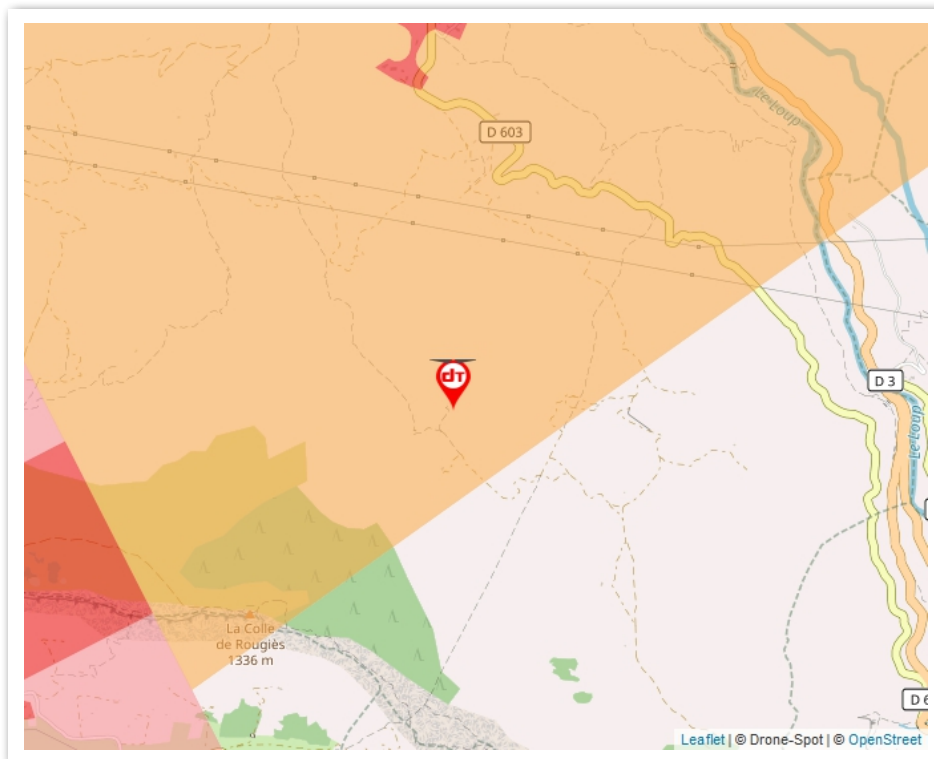 Le Loup
D 603
dT
D 3
Le Loup
La Colle
de Rougiès
1336 m
D 6
Leaflet | © Drone-Spot | © OpenStreet